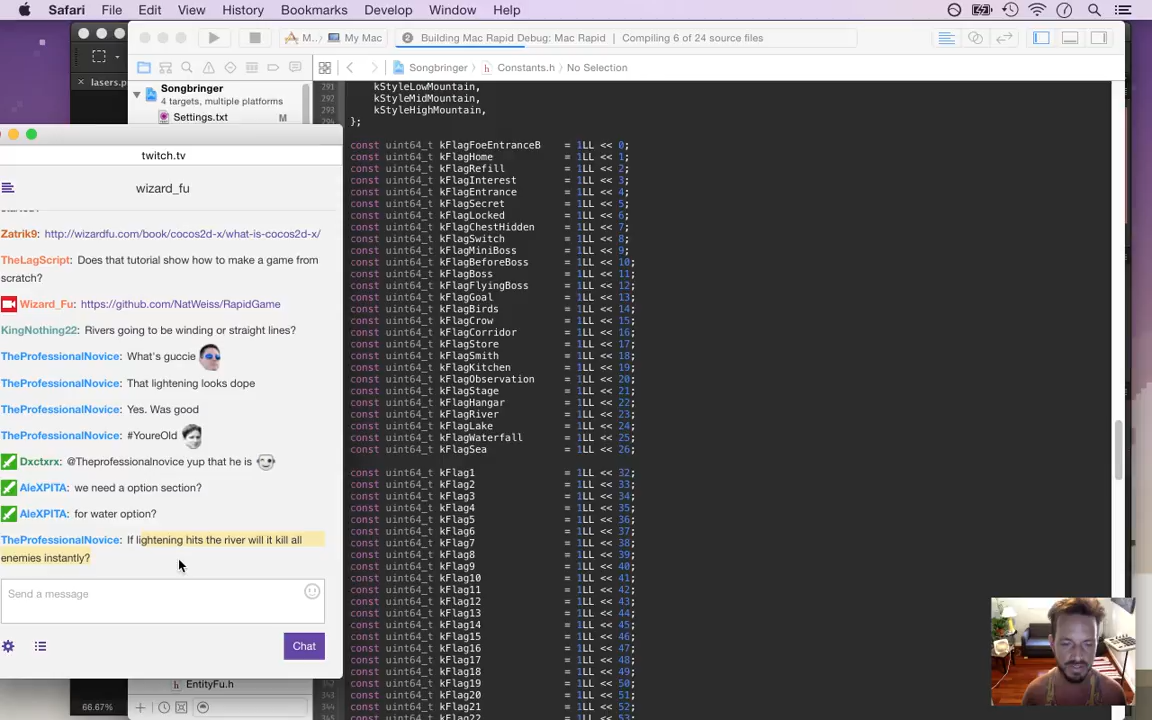 Safari File Edit View History Bookmarks Develop Window Help
M... My Mac
2 Building Mac Rapid Debug: Mac Rapid Compiling 6 of 24 source files
lasers.p
Songbringer Constants.h No Selection
Songbringer
4 targets, multiple platforms
Settings.txt M
twitch.tv
wizard_fu
Zatrik9: http://wizardfu.com/book/cocos2d-x/what-is-cocos2d-x/
TheLagScript: Does that tutorial show how to make a game from
scratch?
Wizard_Fu: https://github.com/NatWeiss/RapidGame
KingNothing22: Rivers going to be winding or straight lines?
TheProfessionalNovice: What's guccie
TheProfessionalNovice: That lightening looks dope
TheProfessionalNovice: Yes. Was good
TheProfessionalNovice: #YoureOld
Dxctxrx: @Theprofessionalnovice yup that he is
AleXPITA: we need a option section?
AleXPITA: for water option?
TheProfessionalNovice: If lightening hits the river will it kill all
enemies instantly?
Send a message
Chat
EntityFu.h
66.67%
291 kStyleLowMountain,
292 kStyleMidMountain,
293 kStyleHighMountain,
294 };
const uint64_t kFlagFoeEntranceB = 1LL << 0;
const uint64_t kFlagHome = 1LL << 1;
const uint64_t kFlagRefill = 1LL << 2;
const uint64_t kFlagInterest = 1LL << 3;
const uint64_t kFlagEntrance = 1LL << 4;
const uint64_t kFlagSecret = 1LL << 5;
const uint64_t kFlagLocked = 1LL << 6;
const uint64_t kFlagChestHidden = 1LL << 7;
const uint64_t kFlagSwitch = 1LL << 8;
const uint64_t kFlagMiniBoss = 1LL << 9;
const uint64_t kFlagBeforeBoss = 1LL << 10;
const uint64_t kFlagBoss = 1LL << 11;
const uint64_t kFlagFlyingBoss = 1LL << 12;
const uint64_t kFlagGoal = 1LL << 13;
const uint64_t kFlagBirds = 1LL << 14;
const uint64_t kFlagCrow = 1LL << 15;
const uint64_t kFlagCorridor = 1LL << 16;
const uint64_t kFlagStore = 1LL << 17;
const uint64_t kFlagSmith = 1LL << 18;
const uint64_t kFlagKitchen = 1LL << 19;
const uint64_t kFlagObservation = 1LL << 20;
const uint64_t kFlagStage = 1LL << 21;
const uint64_t kFlagHangar = 1LL << 22;
const uint64_t kFlagRiver = 1LL << 23;
const uint64_t kFlagLake = 1LL << 24;
const uint64_t kFlagWaterfall = 1LL << 25;
const uint64_t kFlagSea = 1LL << 26;
const uint64_t kFlag1 = 1LL << 32;
const uint64_t kFlag2 = 1LL << 33;
const uint64_t kFlag3 = 1LL << 34;
const uint64_t kFlag4 = 1LL << 35;
const uint64_t kFlag5 = 1LL << 36;
const uint64_t kFlag6 = 1LL << 37;
const uint64_t kFlag7 = 1LL << 38;
const uint64_t kFlag8 = 1LL << 39;
const uint64_t kFlag9 = 1LL << 40;
const uint64_t kFlag10 = 1LL << 41;
const uint64_t kFlag11 = 1LL << 42;
const uint64_t kFlag12 = 1LL << 43;
const uint64_t kFlag13 = 1LL << 44;
const uint64_t kFlag14 = 1LL << 45;
const uint64_t kFlag15 = 1LL << 46;
const uint64_t kFlag16 = 1LL << 47;
const uint64_t kFlag17 = 1LL << 48;
const uint64_t kFlag18 = 1LL << 49;
342 const uint64_t kFlag19 = 1LL << 50;
343 const uint64_t kFlag20 = 1LL << 51;
344 const uint64_t kFlag21 = 1LL << 52;
345 const uint64_t kFlag22 = 1LL << 53;